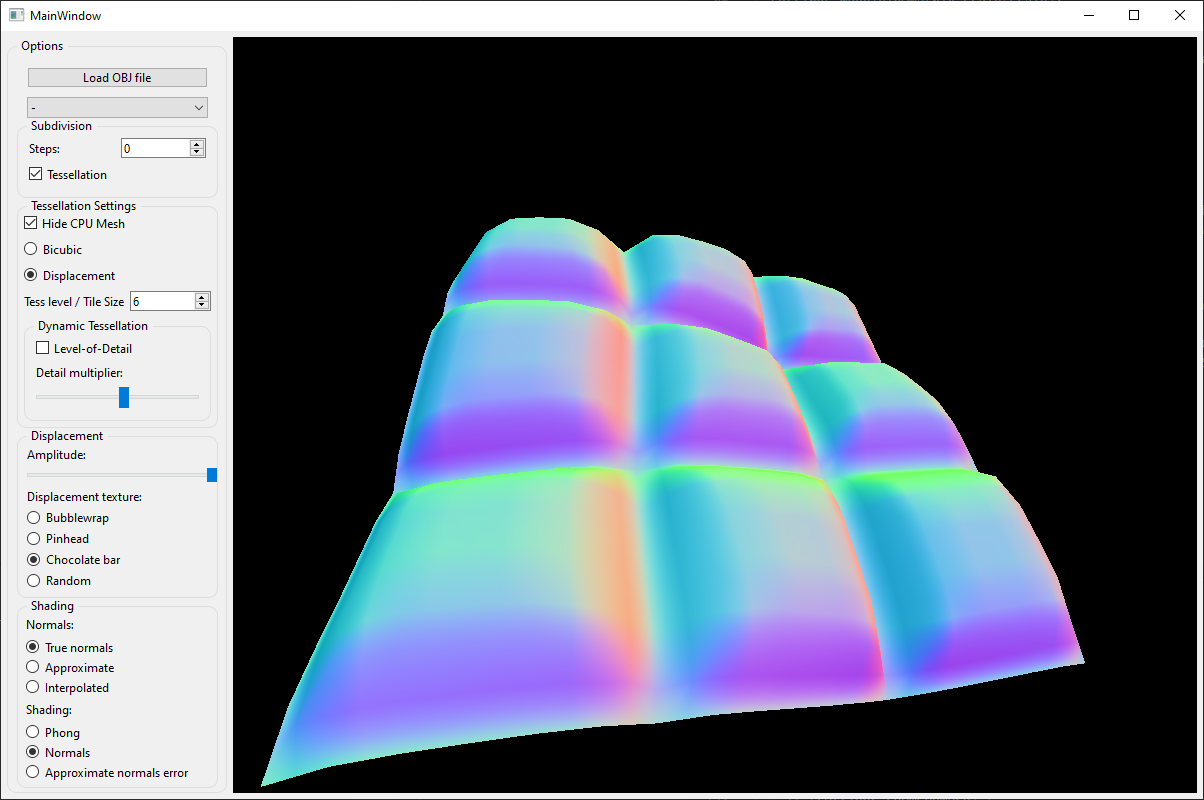 MainWindow
Options
Load OBJ file
-
Subdivision
Steps: 0
Tessellation
Tessellation Settings
Hide CPU Mesh
Bicubic
Displacement
Tess level / Tile Size 6
Dynamic Tessellation
Level-of-Detail
Detail multiplier:
Displacement
Amplitude:
Displacement texture:
Bubblewrap
Pinhead
Chocolate bar
Random
Shading
Normals:
True normals
Approximate
Interpolated
Shading:
Phong
Normals
Approximate normals error